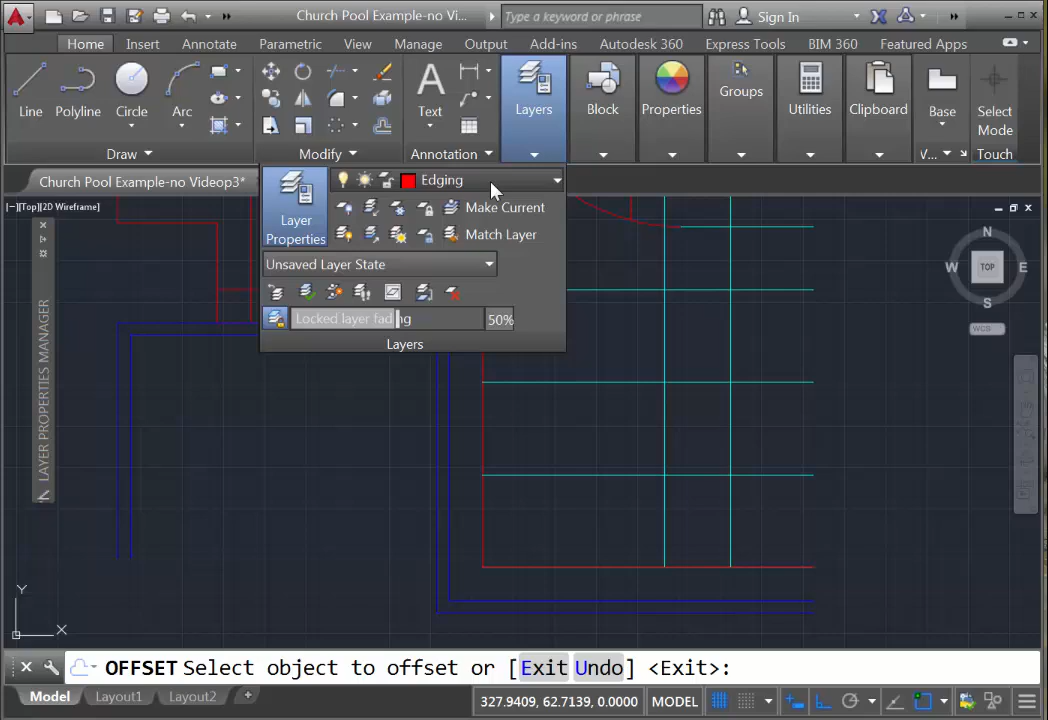 Church Pool Example-no Vi...
Type a keyword or phrase
Sign In
Home Insert Annotate Parametric View Manage Output Add-ins Autodesk 360 Express Tools BIM 360 Featured Apps
Line Polyline Circle Arc
Text
Layers Block Properties Groups Utilities Clipboard Base Select Mode
Draw Modify Annotation V... Touch
Church Pool Example-no Videop3*
[−][Top][2D Wireframe]
Edging
Layer Properties
Make Current
Match Layer
Unsaved Layer State
Locked layer fading 50%
Layers
N
W TOP E
S
WCS
LAYER PROPERTIES MANAGER
Y
X
OFFSET Select object to offset or [Exit Undo] <Exit>:
Model Layout1 Layout2 +
327.9409, 62.7139, 0.0000 MODEL